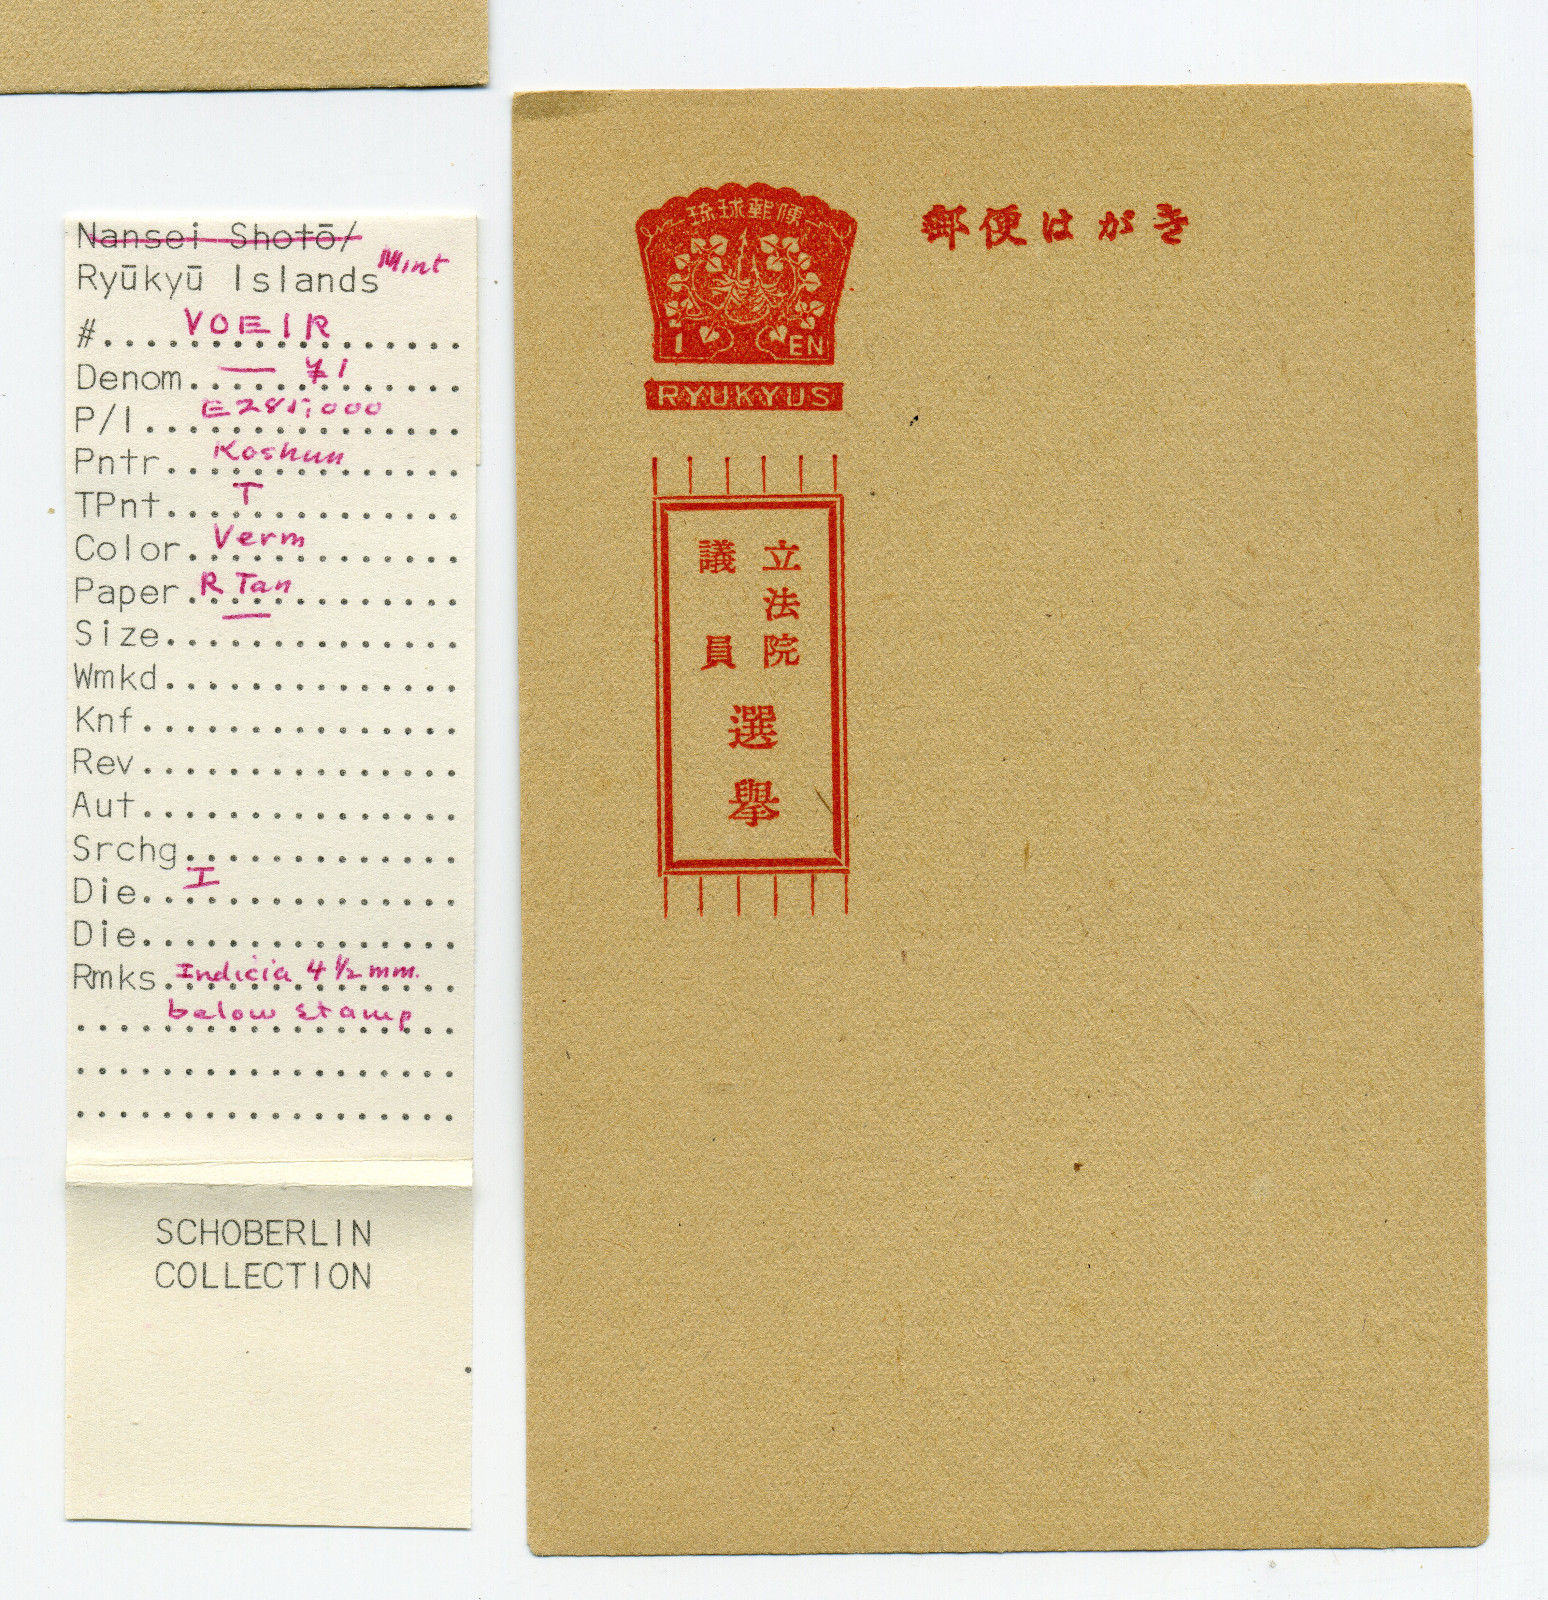 Nansei Shotō/
Ryūkyū Islands Mint
#.................. VOE1R
Denom............. — ¥1
P/I............... E281,000
Pntr.............. Koshun
TPnt.............. T
Color............. Verm
Paper............. R Tan
Size..............
Wmkd..............
Knf...............
Rev...............
Aut...............
Srchg.............
Die............... I
Die...............
Rmks.............. Indicia 4 1/2 mm.
below stamp
SCHOBERLIN
COLLECTION
琉球郵便
1 EN
RYUKYUS
郵便はがき
立法院
議員
選擧